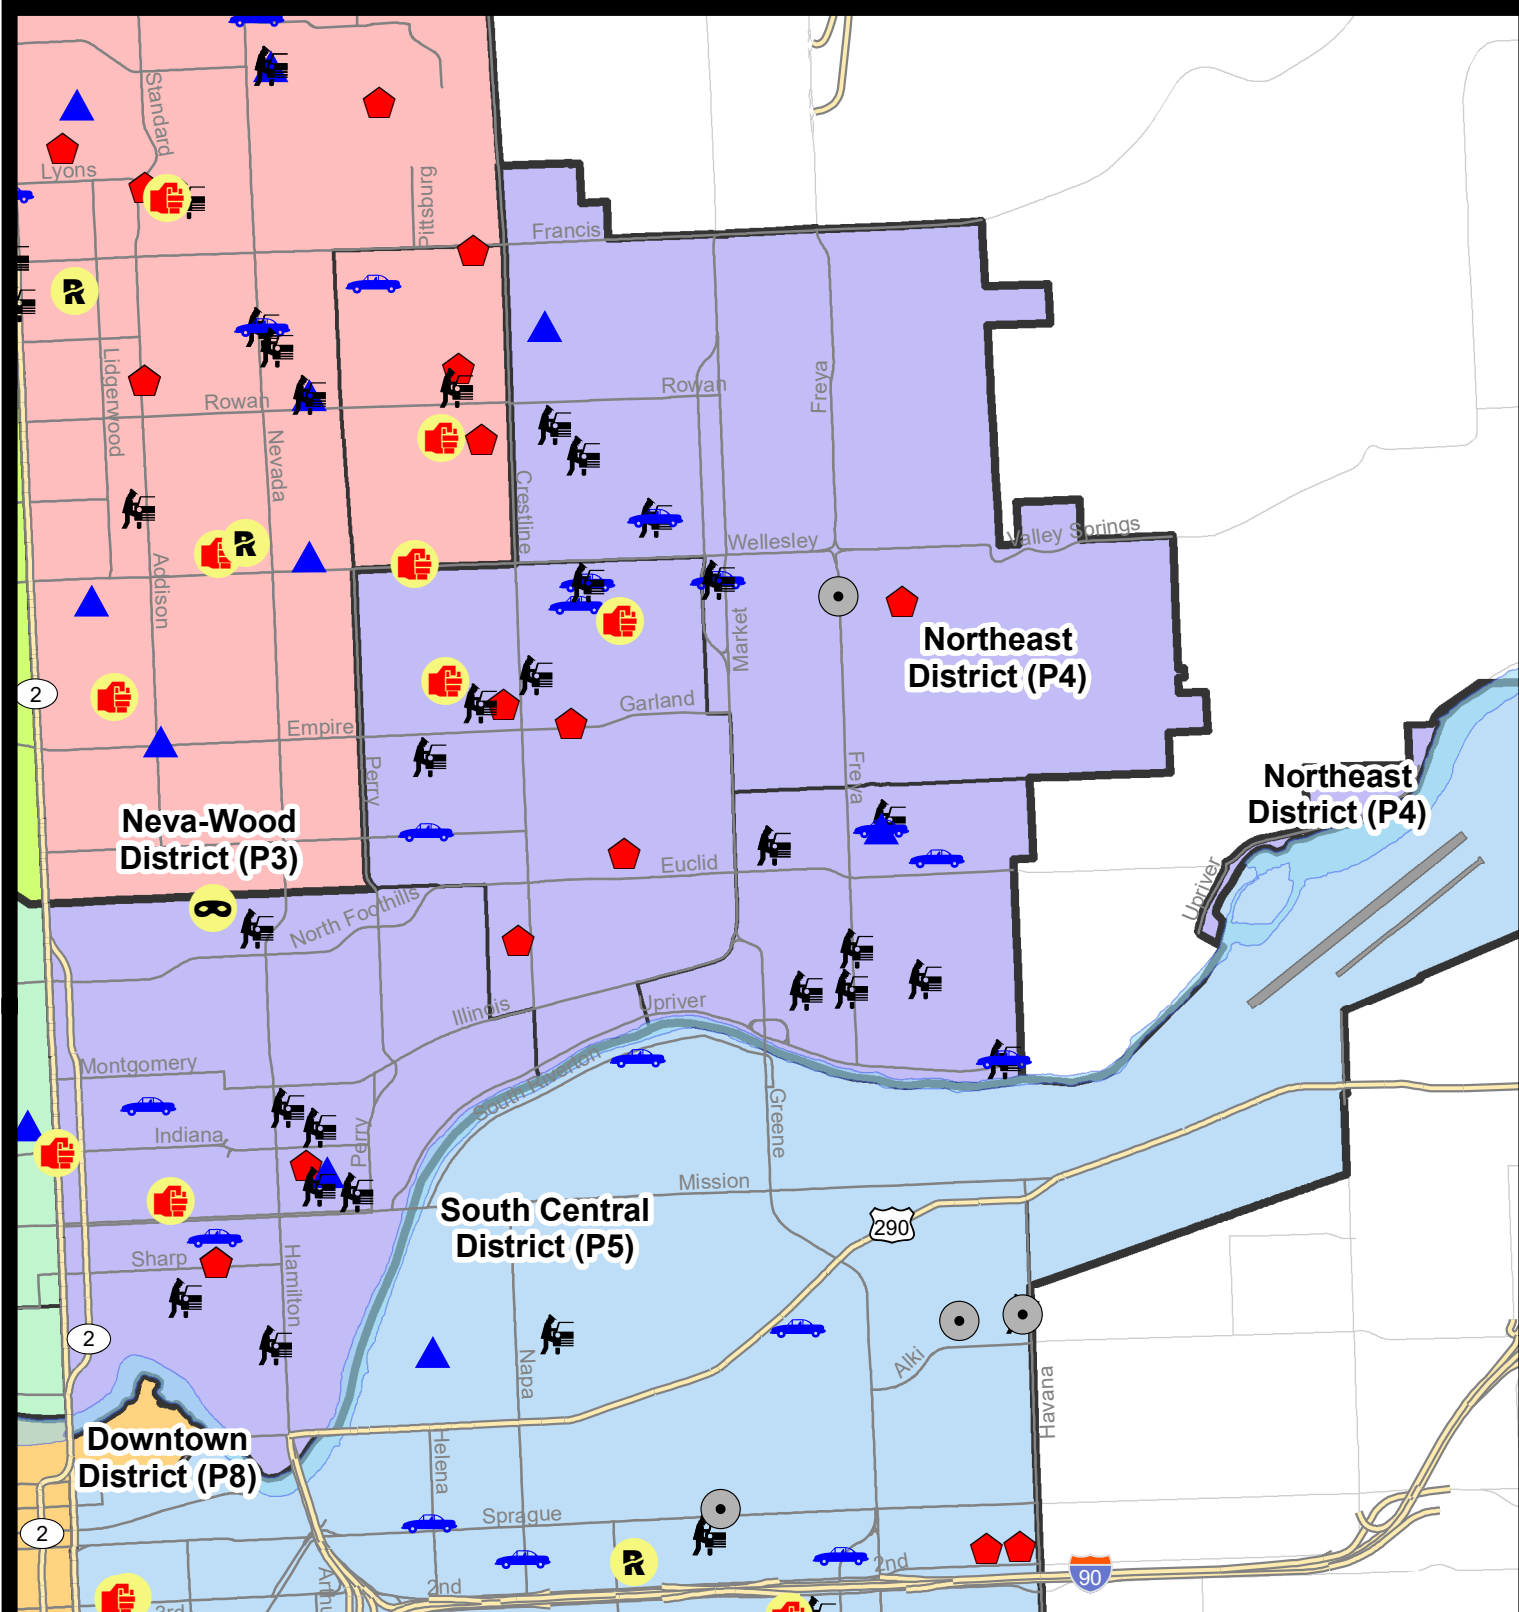 Standard
Lyons
Pittsburg
Francis
R
Lidgerwood
Rowan
Rowan
Freya
Nevada
Crestline
R
Wellesley
Valley Springs
Addison
Market
Northeast
District (P4)
2
Garland
Empire
Perry
Freya
Northeast
District (P4)
Neva-Wood
District (P3)
Euclid
Upriver
North Foothills
Illinois
Upriver
Montgomery
South Riverton
Greene
Indiana
Perry
Mission
South Central
District (P5)
290
Sharp
Hamilton
2
Napa
Alki
Havana
Downtown
District (P8)
Helena
Sprague
2
R
2nd
2nd
90
3rd